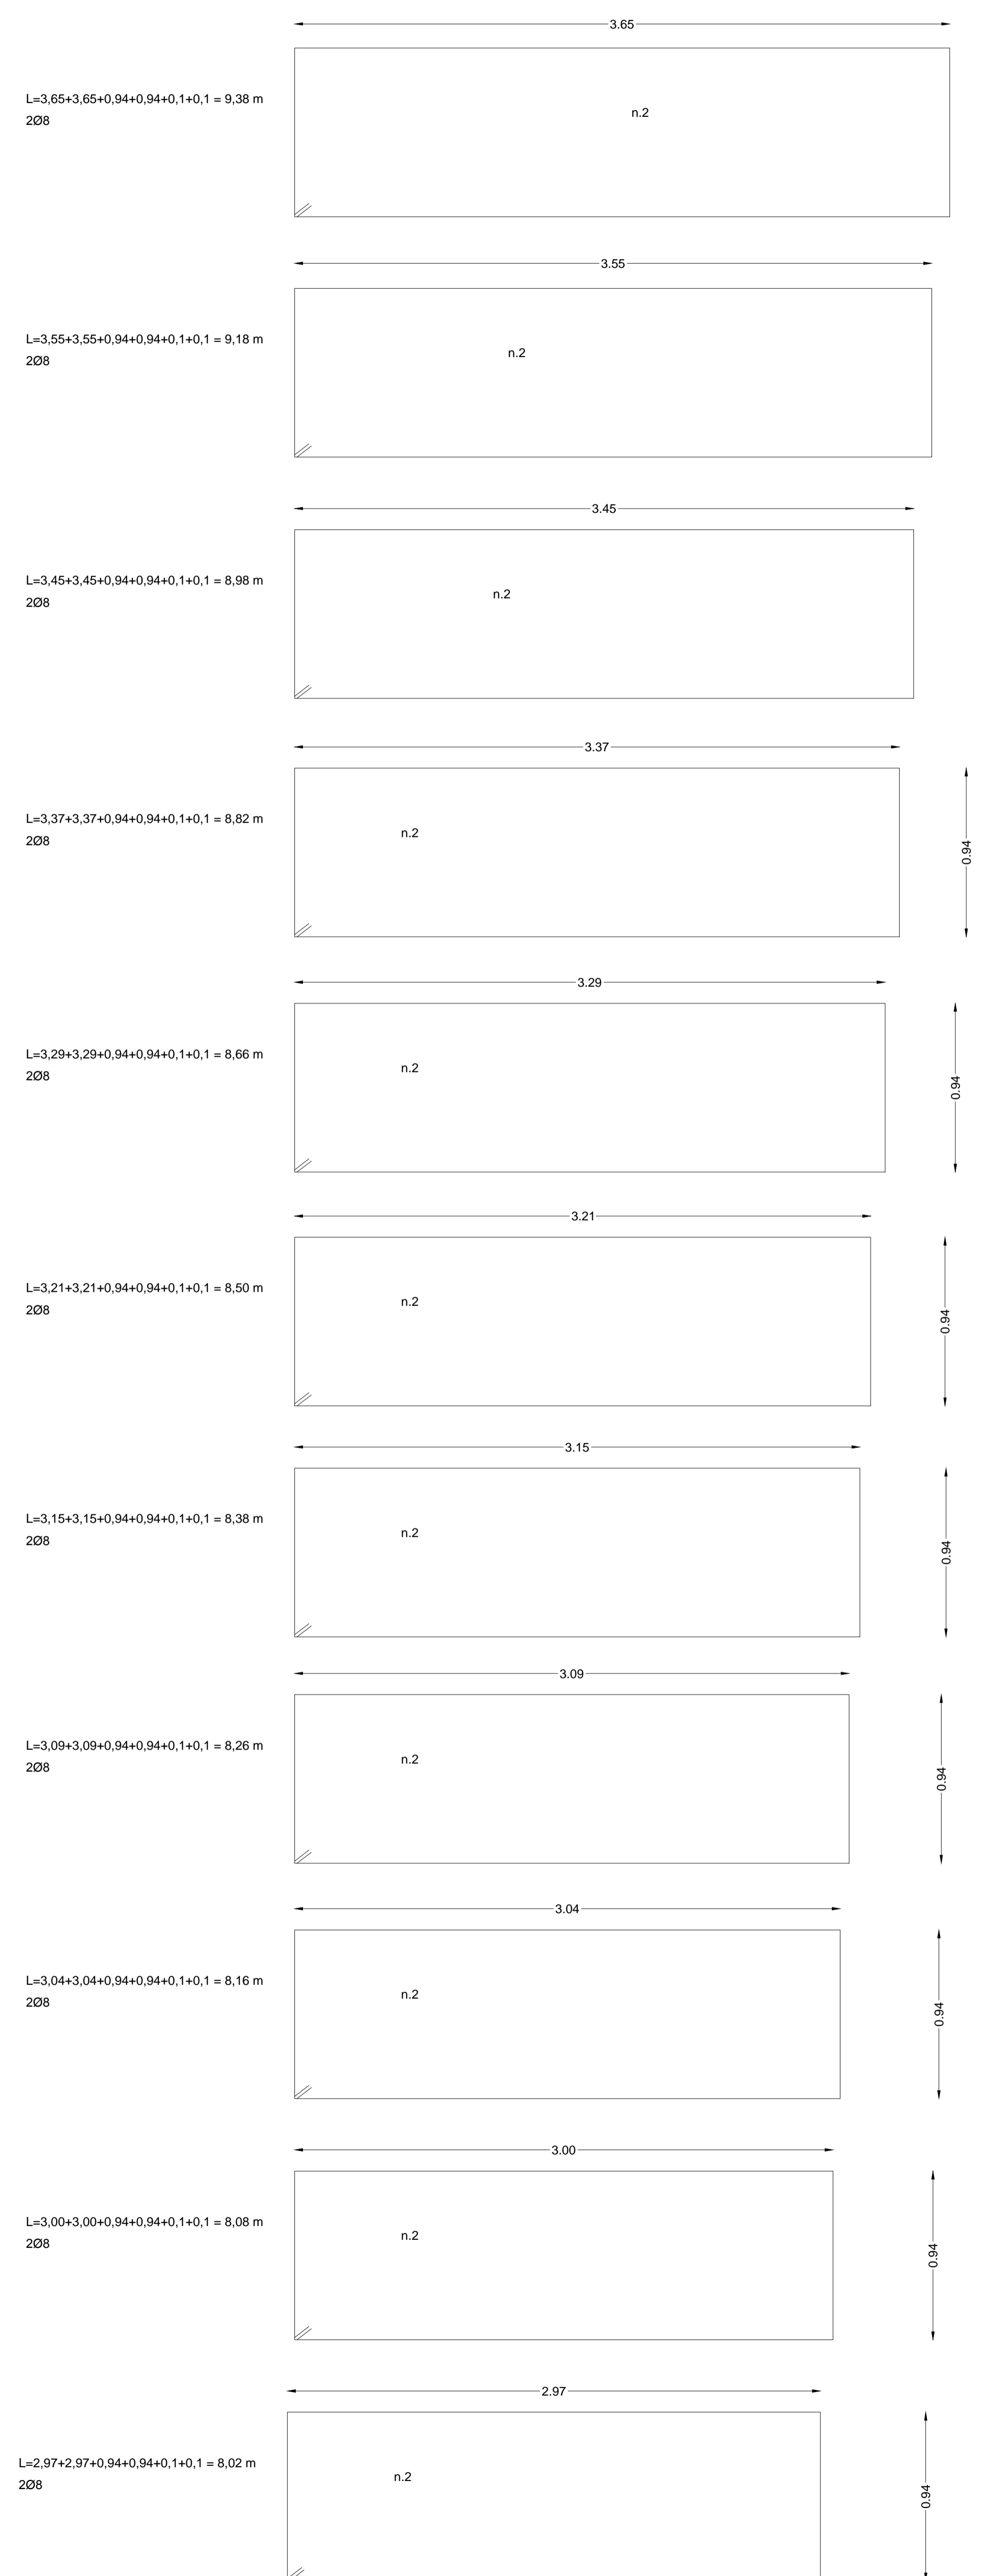 3.65
L=3,65+3,65+0,94+0,94+0,1+0,1 = 9,38 m
n.2
2Ø8
3.55
L=3,55+3,55+0,94+0,94+0,1+0,1 = 9,18 m
n.2
2Ø8
3.45
L=3,45+3,45+0,94+0,94+0,1+0,1 = 8,98 m
n.2
2Ø8
3.37
L=3,37+3,37+0,94+0,94+0,1+0,1 = 8,82 m
n.2
2Ø8
0.94
3.29
L=3,29+3,29+0,94+0,94+0,1+0,1 = 8,66 m
n.2
2Ø8
0.94
3.21
L=3,21+3,21+0,94+0,94+0,1+0,1 = 8,50 m
n.2
2Ø8
0.94
3.15
L=3,15+3,15+0,94+0,94+0,1+0,1 = 8,38 m
n.2
2Ø8
0.94
3.09
L=3,09+3,09+0,94+0,94+0,1+0,1 = 8,26 m
n.2
2Ø8
0.94
3.04
L=3,04+3,04+0,94+0,94+0,1+0,1 = 8,16 m
n.2
2Ø8
0.94
3.00
L=3,00+3,00+0,94+0,94+0,1+0,1 = 8,08 m
n.2
2Ø8
0.94
2.97
L=2,97+2,97+0,94+0,94+0,1+0,1 = 8,02 m
n.2
2Ø8
0.94